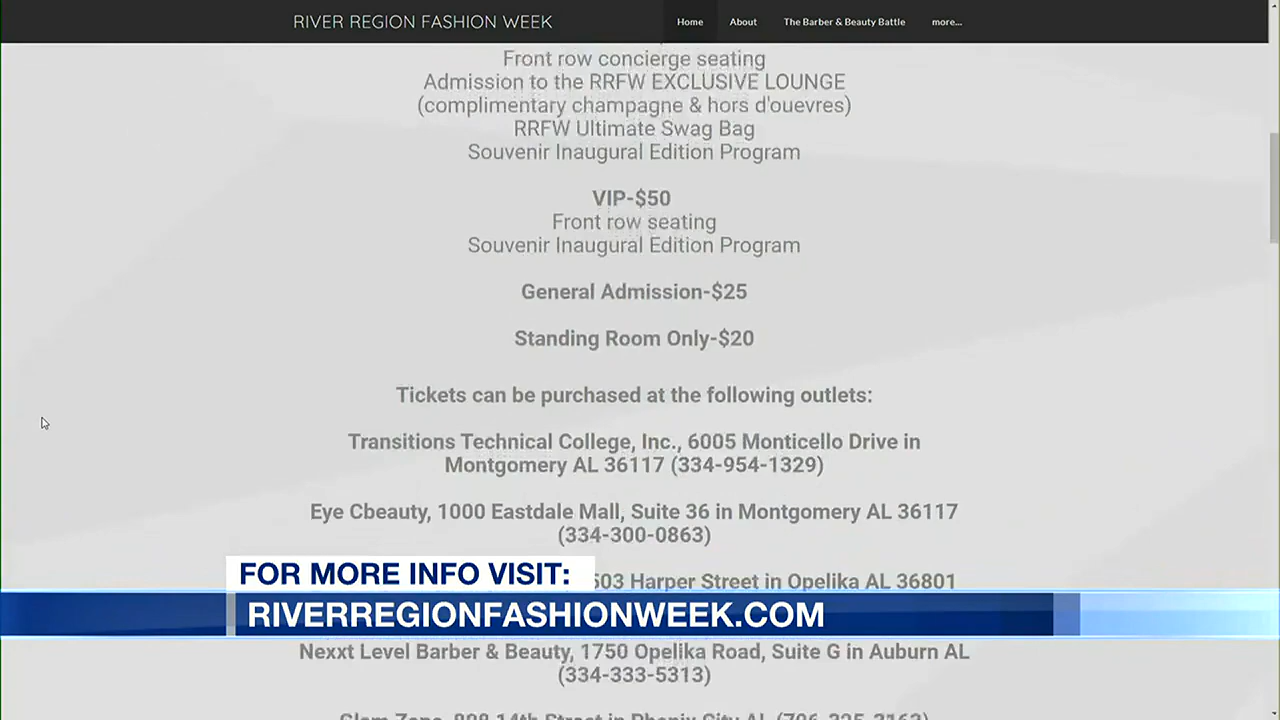 RIVER REGION FASHION WEEK
Home About The Barber & Beauty Battle more...
Front row concierge seating
Admission to the RRFW EXCLUSIVE LOUNGE
(complimentary champagne & hors d'ouevres)
RRFW Ultimate Swag Bag
Souvenir Inaugural Edition Program
VIP-$50
Front row seating
Souvenir Inaugural Edition Program
General Admission-$25
Standing Room Only-$20
Tickets can be purchased at the following outlets:
Transitions Technical College, Inc., 6005 Monticello Drive in
Montgomery AL 36117 (334-954-1329)
Eye Cbeauty, 1000 Eastdale Mall, Suite 36 in Montgomery AL 36117
(334-300-0863)
Harper Street in Opelika AL 36801
FOR MORE INFO VISIT:
RIVERREGIONFASHIONWEEK.COM
Nexxt Level Barber & Beauty, 1750 Opelika Road, Suite G in Auburn AL
(334-333-5313)